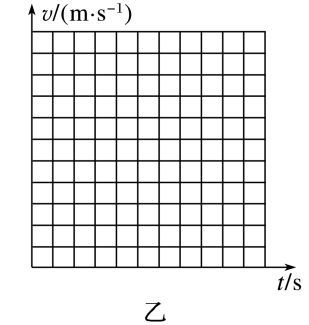 v/(m·s⁻¹)
t/s
乙